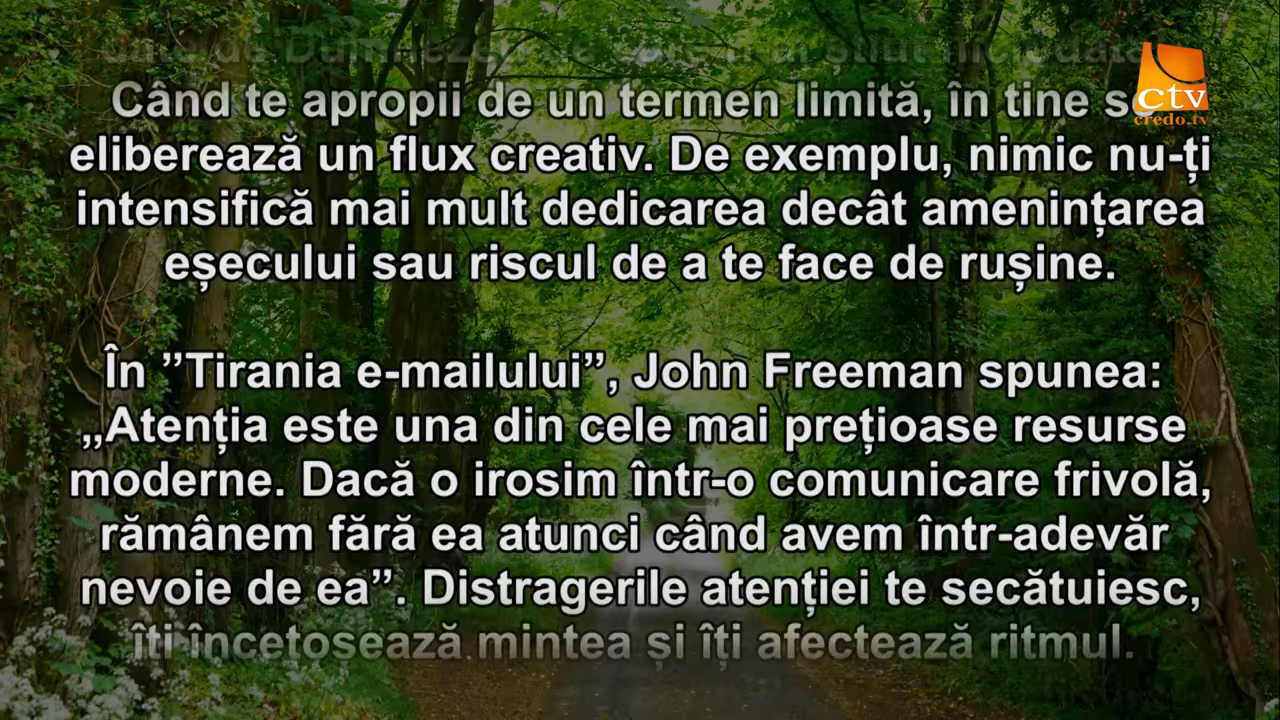 de Dumnezeu
Când te apropii de un termen limită, în tine s
eliberează un flux creativ. De exemplu, nimic nu-ți
intensifică mai mult dedicarea decât amenințarea
eșecului sau riscul de a te face de rușine.
În ”Tirania e-mailului”, John Freeman spunea:
„Atenția este una din cele mai prețioase resurse
moderne. Dacă o irosim într-o comunicare frivolă,
rămânem fără ea atunci când avem într-adevăr
nevoie de ea”. Distragerile atenției te secătuiesc,
îți încețosează mintea și îți afectează ritmul.
ctv
credo.tv